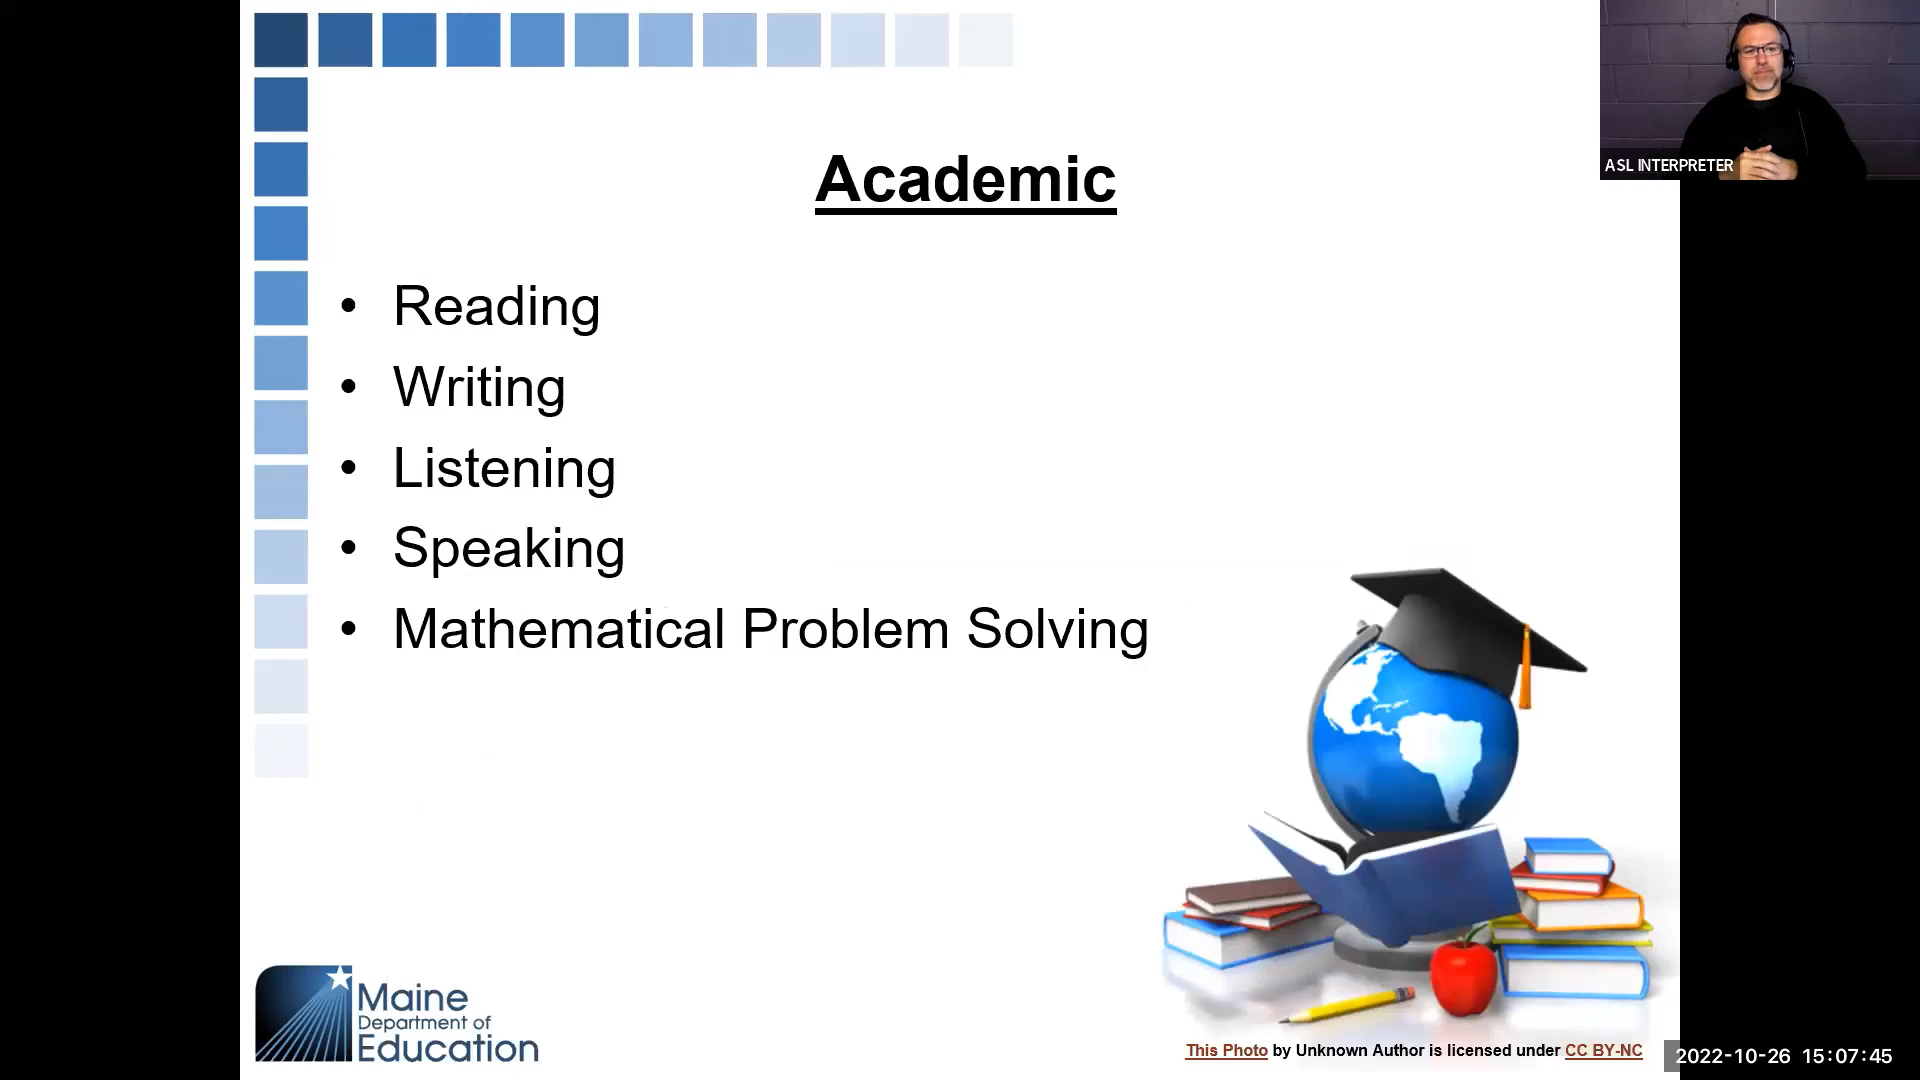 ASL INTERPRETER
Academic
• Reading
• Writing
• Listening
• Speaking
• Mathematical Problem Solving
Maine
Department of
Education
This Photo by Unknown Author is licensed under CC BY-NC
2022-10-26 15:07:45